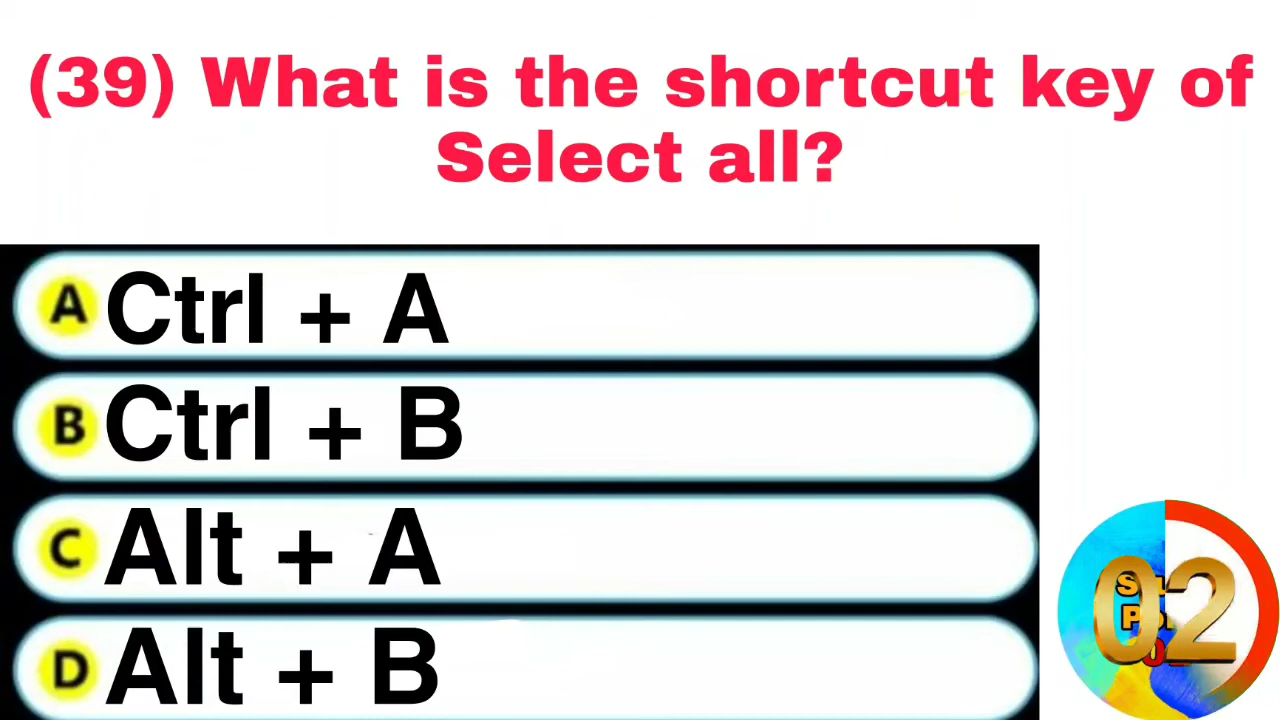 (39) What is the shortcut key of
Select all?
A Ctrl + A
B Ctrl + B
C Alt + A
D Alt + B
02